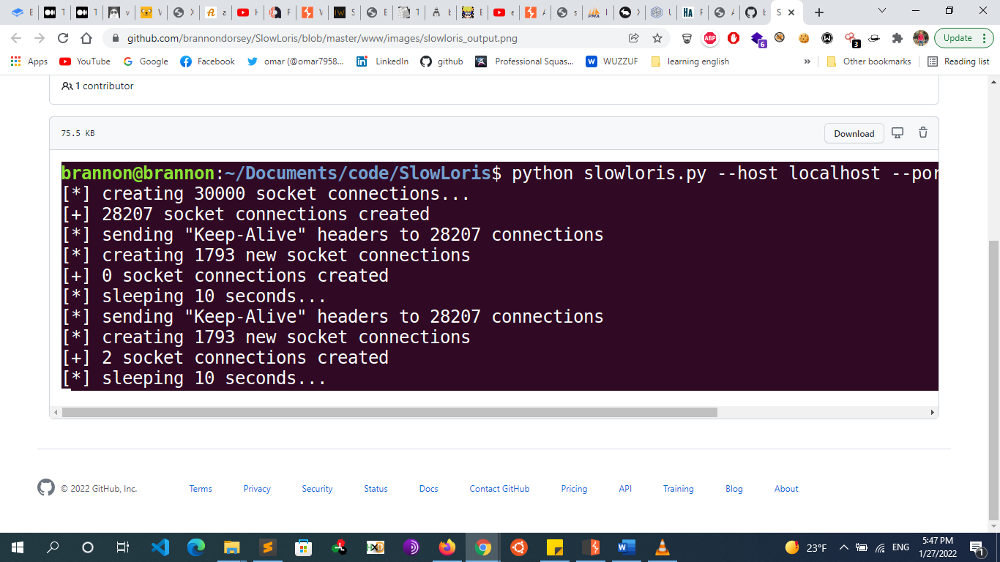 github.com/brannondorsey/SlowLoris/blob/master/www/images/slowloris_output.png
ABP
6
3
Update
Apps
YouTube
Google
Facebook
omar (@omar7958...
LinkedIn
github
Professional Squas...
WUZZUF
learning english
»
Other bookmarks
Reading list
1 contributor
75.5 KB
Download
brannon@brannon:~/Documents/code/SlowLoris$ python slowloris.py --host localhost --por
[*] creating 30000 socket connections...
[+] 28207 socket connections created
[*] sending "Keep-Alive" headers to 28207 connections
[*] creating 1793 new socket connections
[+] 0 socket connections created
[*] sleeping 10 seconds...
[*] sending "Keep-Alive" headers to 28207 connections
[*] creating 1793 new socket connections
[+] 2 socket connections created
[*] sleeping 10 seconds...
© 2022 GitHub, Inc.
Terms
Privacy
Security
Status
Docs
Contact GitHub
Pricing
API
Training
Blog
About
23°F
ENG
5:47 PM
1/27/2022
1